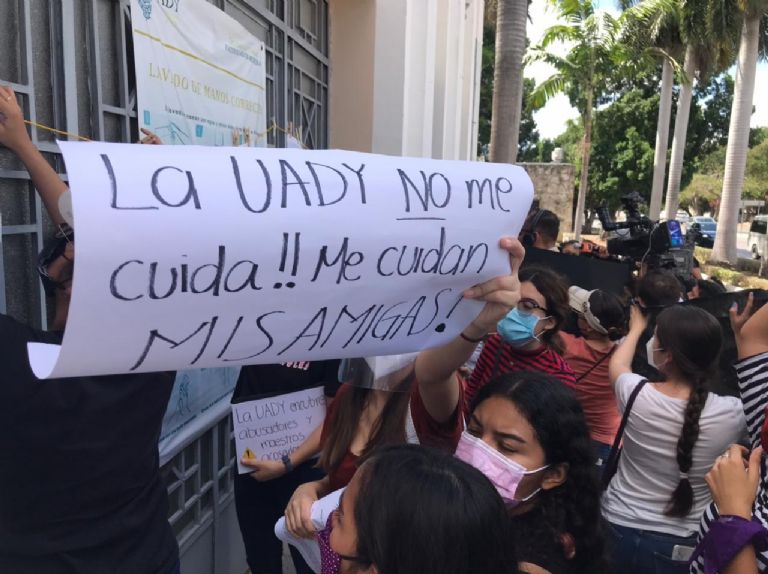 LAVADO DE MANOS CORRECTO
La UADY NO me
cuida!! Me cuidan
MIS AMIGAS!
La UADY encubre
abusadores y
maestros